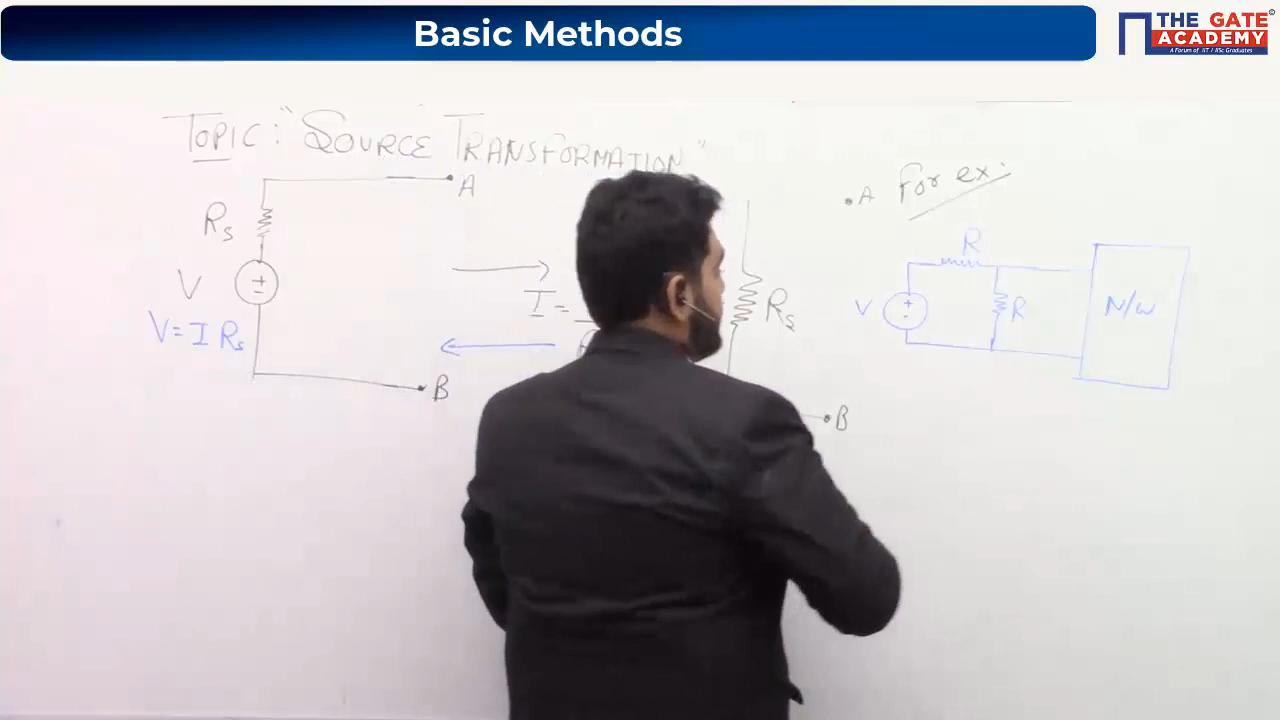 Basic Methods
THE GATE
ACADEMY
A Forum of IIT / IISc Graduates
TOPIC: "SOURCE TRANSFORMATION"
A
Rs
V
V = I Rs
B
I =
Rs
B
A
For ex:
R
V
R
N/W